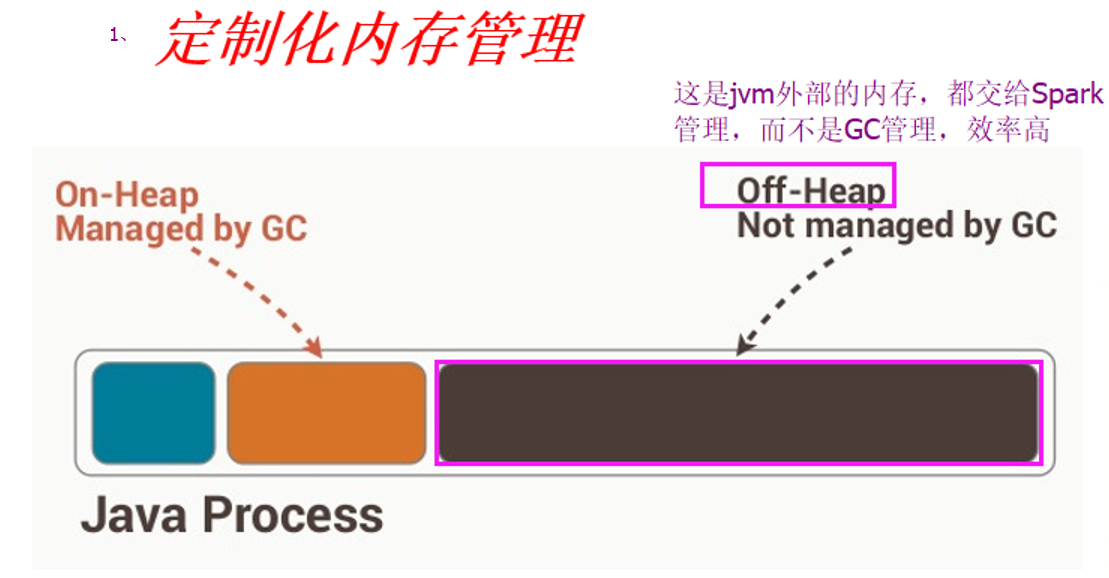 1、 定制化内存管理
这是jvm外部的内存，都交给Spark
管理，而不是GC管理，效率高
On-Heap
Managed by GC
Off-Heap
Not managed by GC
Java Process